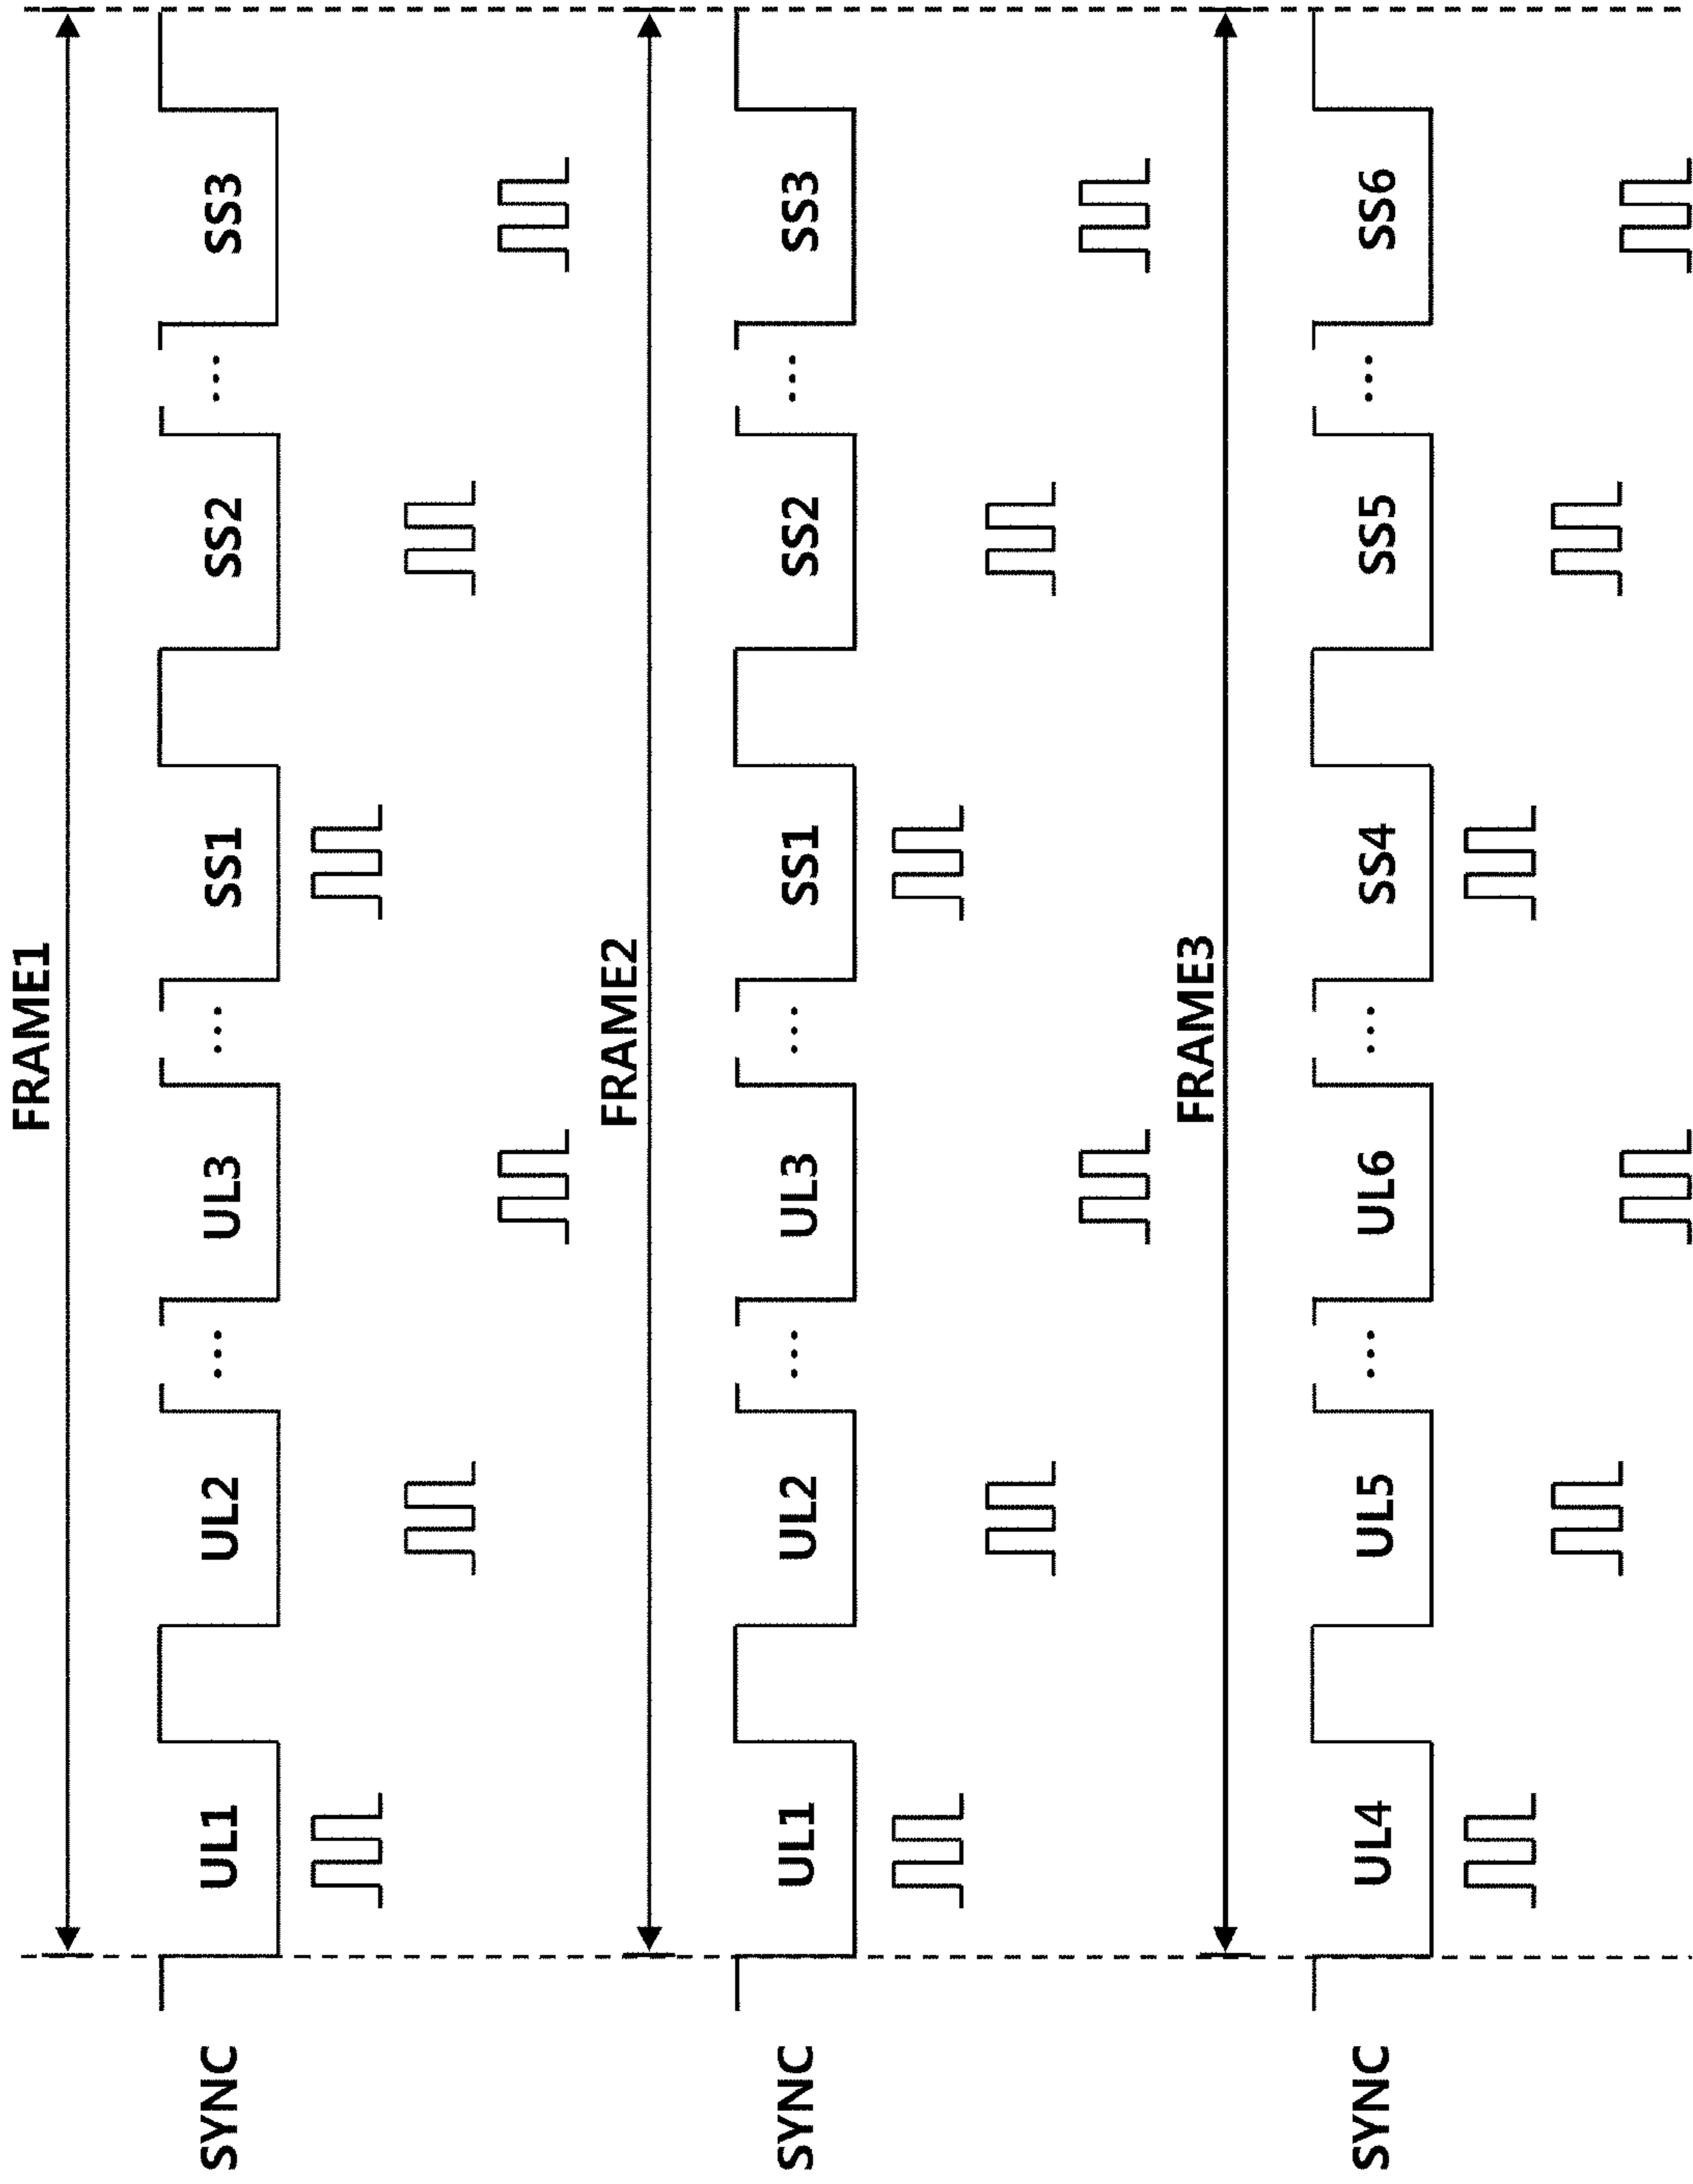 FRAME1
SYNC UL1 UL2 ... UL3 ... SS1 SS2 ... SS3
FRAME2
SYNC UL1 UL2 ... UL3 ... SS1 SS2 ... SS3
FRAME3
SYNC UL4 UL5 ... UL6 ... SS4 SS5 ... SS6